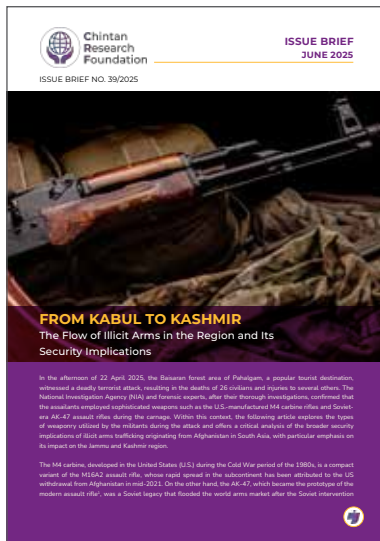 Chintan
Research
Foundation
ISSUE BRIEF
JUNE 2025
ISSUE BRIEF NO. 39/2025
FROM KABUL TO KASHMIR
The Flow of Illicit Arms in the Region and Its
Security Implications
In the afternoon of 22 April 2025, the Baisaran forest area of Pahalgam, a popular tourist destination,
witnessed a deadly terrorist attack, resulting in the deaths of 26 civilians and injuries to several others. The
National Investigation Agency (NIA) and forensic experts, after their thorough investigations, confirmed that
the assailants employed sophisticated weapons such as the U.S.-manufactured M4 carbine rifles and Soviet-
era AK-47 assault rifles during the carnage. Within this context, the following article explores the types
of weaponry utilized by the militants during the attack and offers a critical analysis of the broader security
implications of illicit arms trafficking originating from Afghanistan in South Asia, with particular emphasis on
its impact on the Jammu and Kashmir region.
The M4 carbine, developed in the United States (U.S.) during the Cold War period of the 1980s, is a compact
variant of the M16A2 assault rifle, whose rapid spread in the subcontinent has been attributed to the US
withdrawal from Afghanistan in mid-2021. On the other hand, the AK-47, which became the prototype of the
modern assault rifle¹, was a Soviet legacy that flooded the world arms market after the Soviet intervention